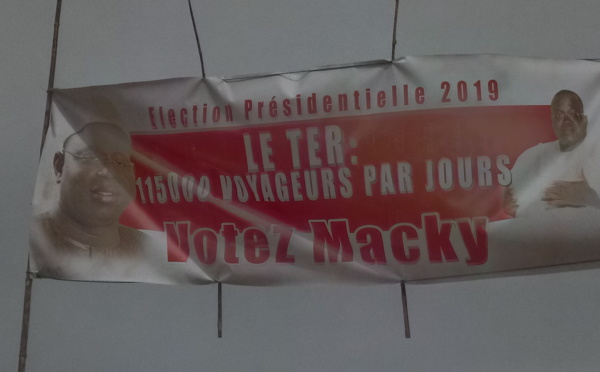 Election Présidentielle 2019
LE TER:
115000 VOYAGEURS PAR JOURS
Votez Macky